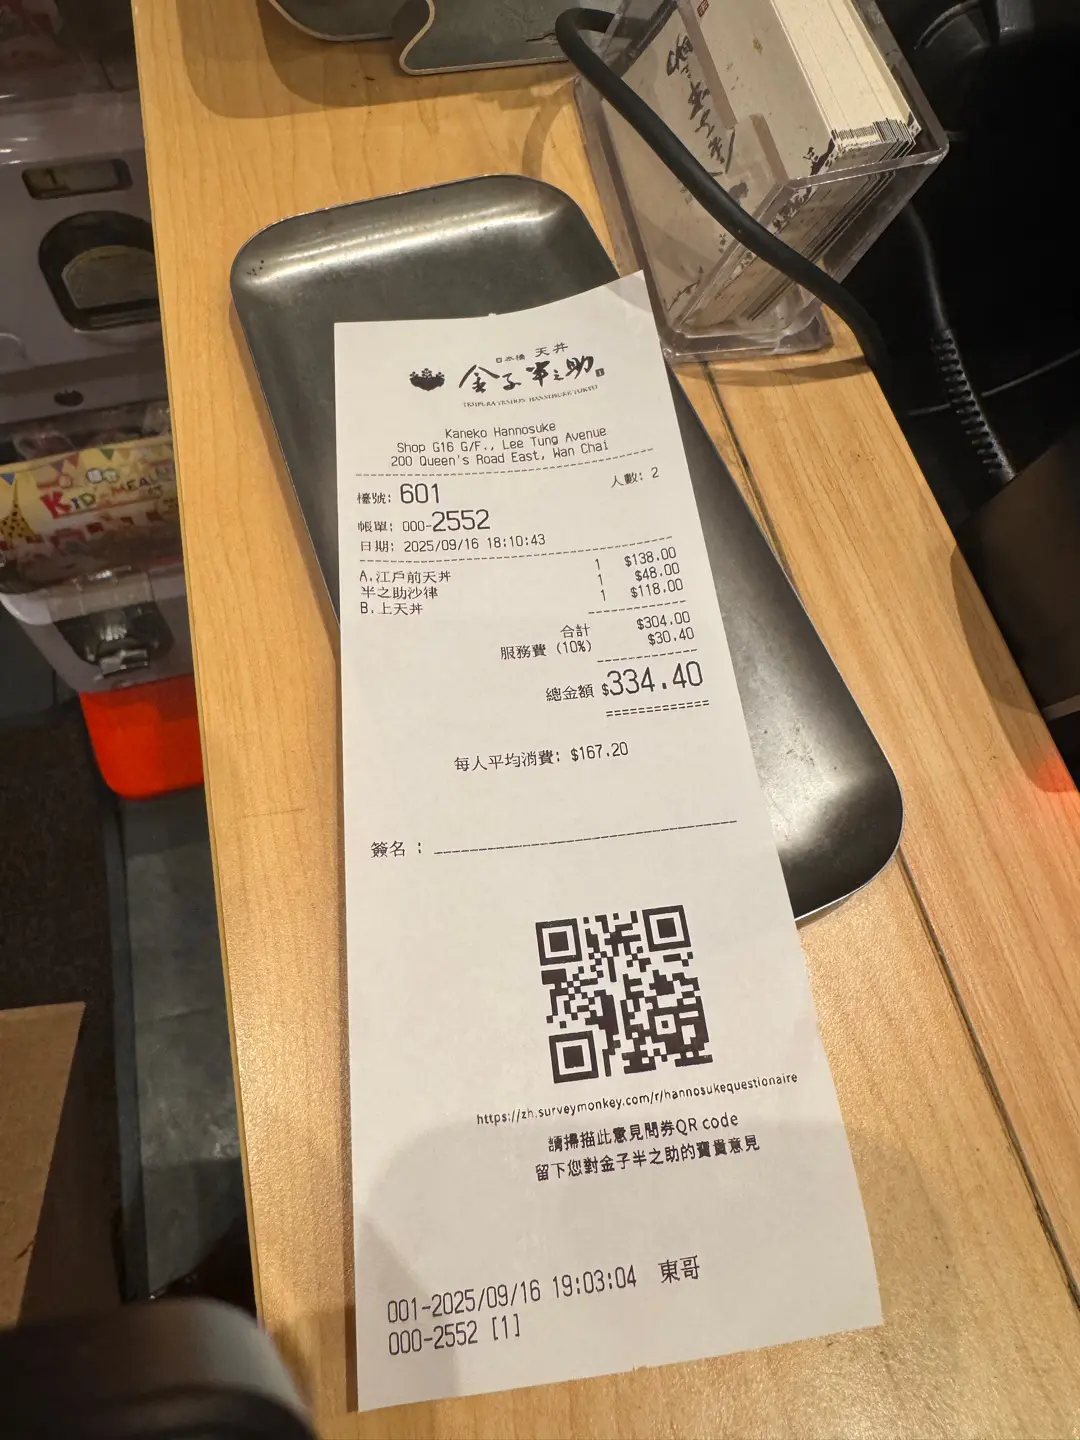 日本橋 天丼
金子半之助
TEMPURA TENDON HANNOSUKE TOKYO
Kaneko Hannosuke
Shop G16 G/F., Lee Tung Avenue
200 Queen's Road East, Wan Chai
檯號: 601 人數: 2
帳單: 000-2552
日期: 2025/09/16 18:10:43
A.江戶前天丼 1 $138.00
半之助沙律 1 $48.00
B.上天丼 1 $118.00
合計 $304.00
服務費 (10%) $30.40
總金額 $334.40
=============
每人平均消費: $167.20
簽名 :
https://zh.surveymonkey.com/r/hannosukequestionaire
請掃描此意見問券QR code
留下您對金子半之助的寶貴意見
001-2025/09/16 19:03:04 東哥
000-2552 [1]
KIDS MEAL